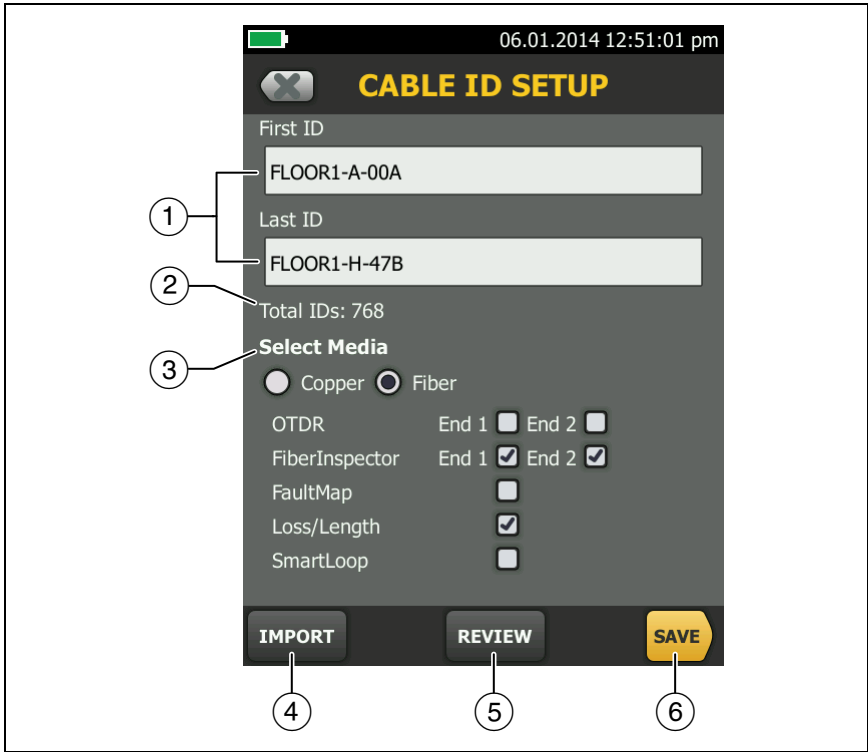 06.01.2014 12:51:01 pm
CABLE ID SETUP
First ID
FLOOR1-A-00A
1
Last ID
FLOOR1-H-47B
2
Total IDs: 768
Select Media
3
Copper Fiber
OTDR End 1 End 2
FiberInspector End 1 End 2
FaultMap
Loss/Length
SmartLoop
IMPORT REVIEW SAVE
4 5 6